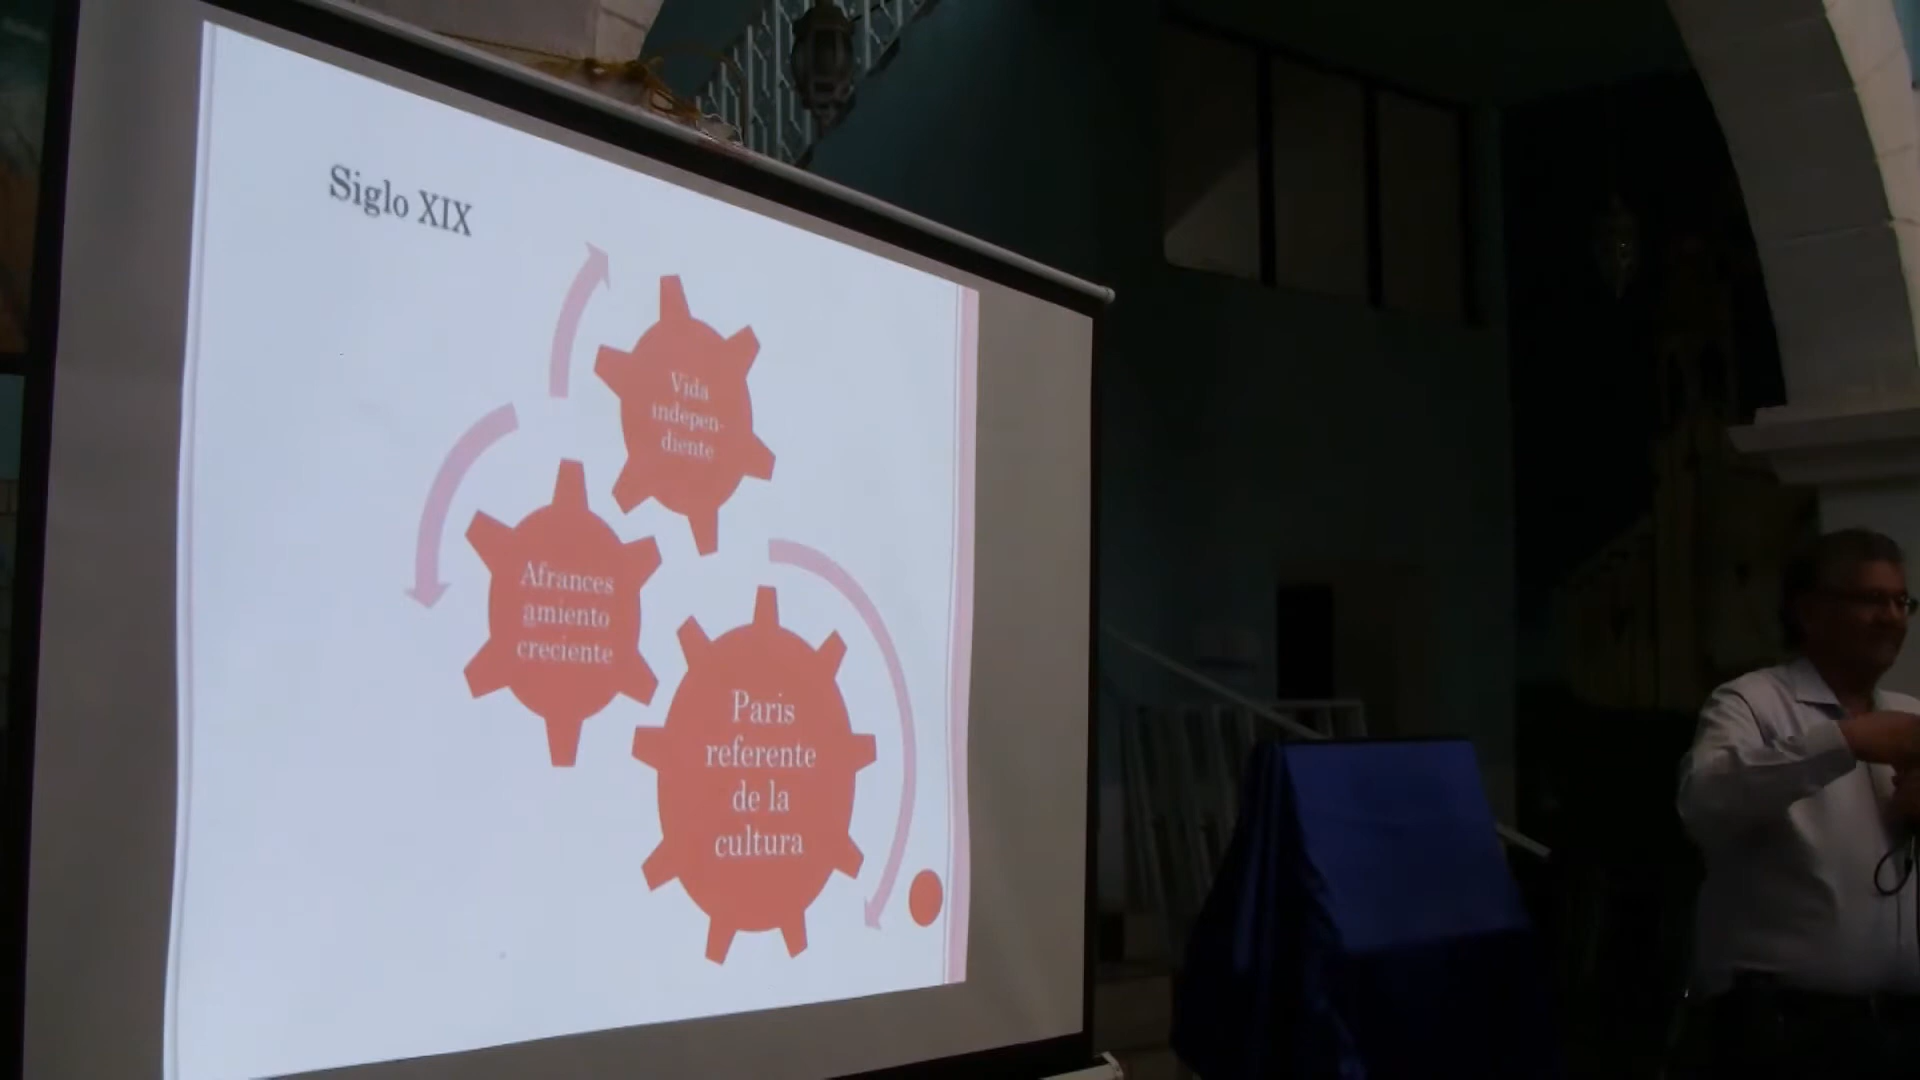 Siglo XIX
Vida
indepen-
diente
Afrances
amiento
creciente
Paris
referente
de la
cultura